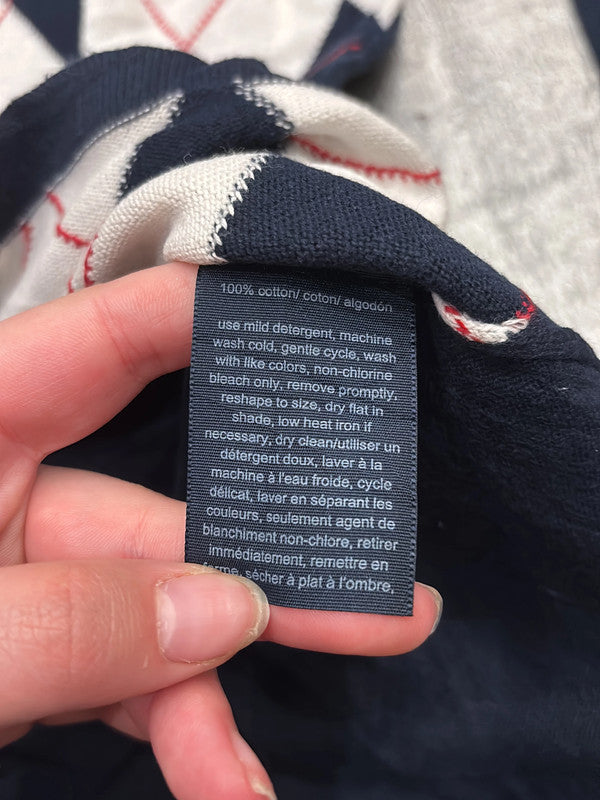 100% cotton/ coton/ algodón
use mild detergent, machine
wash cold, gentle cycle, wash
with like colors, non-chlorine
bleach only, remove promptly,
reshape to size, dry flat in
shade, low heat iron if
necessary, dry clean/utiliser un
détergent doux, laver à la
machine à l'eau froide, cycle
délicat, laver en séparant les
couleurs, seulement agent de
blanchiment non-chlore, retirer
immédiatement, remettre en
forme, sécher à plat à l'ombre,